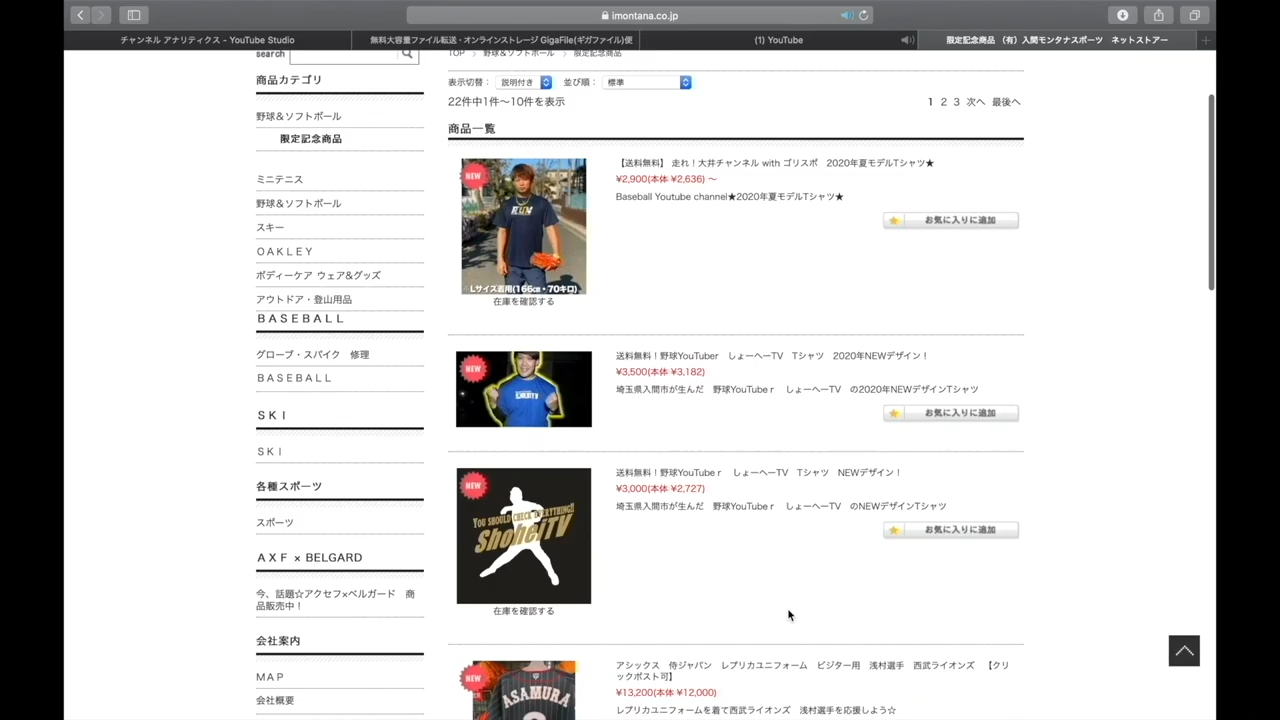 imontana.co.jp
チャンネル アナリティクス - YouTube Studio
無料大容量ファイル転送・オンラインストレージ GigaFile(ギガファイル)便
(1) YouTube
限定記念商品 （有）入間モンタナスポーツ　ネットストアー
search
TOP > 野球&ソフトボール > 限定記念商品
商品カテゴリ
野球＆ソフトボール
限定記念商品
ミニテニス
野球＆ソフトボール
スキー
ＯＡＫＬＥＹ
ボディーケア ウェア&グッズ
アウトドア・登山用品
ＢＡＳＥＢＡＬＬ
グローブ・スパイク　修理
ＢＡＳＥＢＡＬＬ
ＳＫＩ
ＳＫＩ
各種スポーツ
スポーツ
ＡＸＦ × BELGARD
今、話題☆アクセフ×ベルガード　商
品販売中！
会社案内
ＭＡＰ
会社概要
表示切替： 説明付き 並び順： 標準
22件中1件〜10件を表示
1 2 3 次へ 最後へ
商品一覧
NEW
Lサイズ着用(166cm・70キロ)
在庫を確認する
【送料無料】 走れ！大井チャンネル with ゴリスポ　2020年夏モデルTシャツ★
¥2,900(本体 ¥2,636) 〜
Baseball Youtube channel★2020年夏モデルTシャツ★
お気に入りに追加
NEW
SHOHEITV
送料無料！野球YouTuber　しょーへーTV　Tシャツ　2020年NEWデザイン！
¥3,500(本体 ¥3,182)
埼玉県入間市が生んだ　野球YouTubeｒ　しょーへーTV　の2020年NEWデザインTシャツ
お気に入りに追加
NEW
YOU SHOULD CHECK EVERYTHING!!
ShoheiTV
在庫を確認する
送料無料！野球YouTubeｒ　しょーへーTV　Tシャツ　NEWデザイン！
¥3,000(本体 ¥2,727)
埼玉県入間市が生んだ　野球YouTubeｒ　しょーへーTV　のNEWデザインTシャツ
お気に入りに追加
NEW
ASAMURA
アシックス　侍ジャパン　レプリカユニフォーム　ビジター用　浅村選手　西武ライオンズ　【クリ
ックポスト可】
¥13,200(本体 ¥12,000)
レプリカユニフォームを着て西武ライオンズ　浅村選手を応援しよう☆